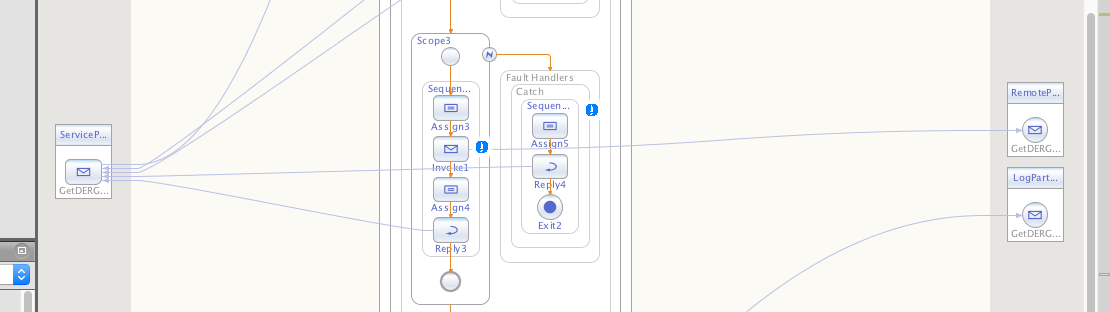 Scope3
Sequen...
Assign3
Invoke1
Assign4
Reply3
Fault Handlers
Catch
Sequen...
Assign5
Reply4
Exit2
ServiceP...
GetDERG...
RemoteP...
GetDERG...
LogPart...
GetDERG...